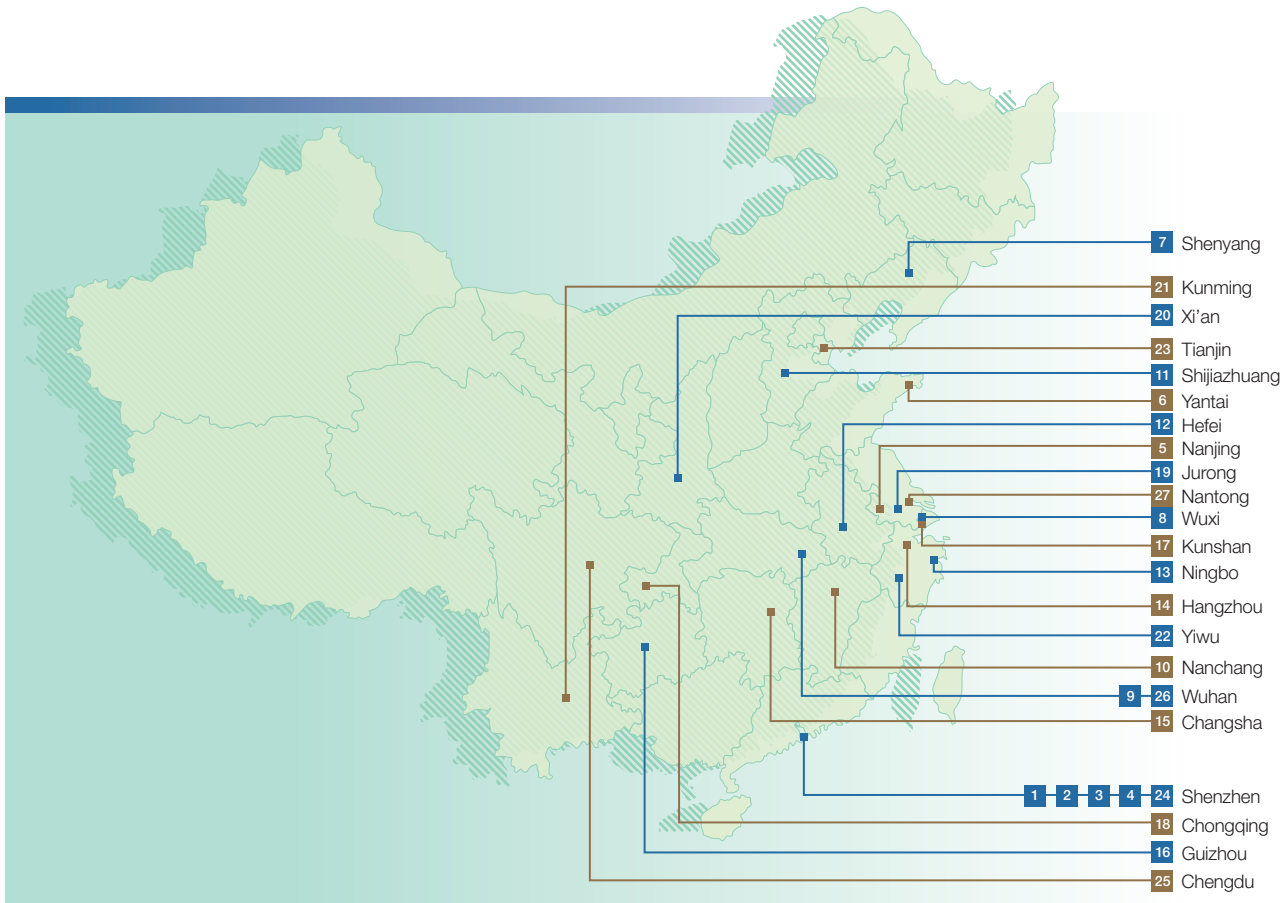 7 Shenyang
21 Kunming
20 Xi’an
23 Tianjin
11 Shijiazhuang
6 Yantai
12 Hefei
5 Nanjing
19 Jurong
27 Nantong
8 Wuxi
17 Kunshan
13 Ningbo
14 Hangzhou
22 Yiwu
10 Nanchang
9 26 Wuhan
15 Changsha
1 2 3 4 24 Shenzhen
18 Chongqing
16 Guizhou
25 Chengdu